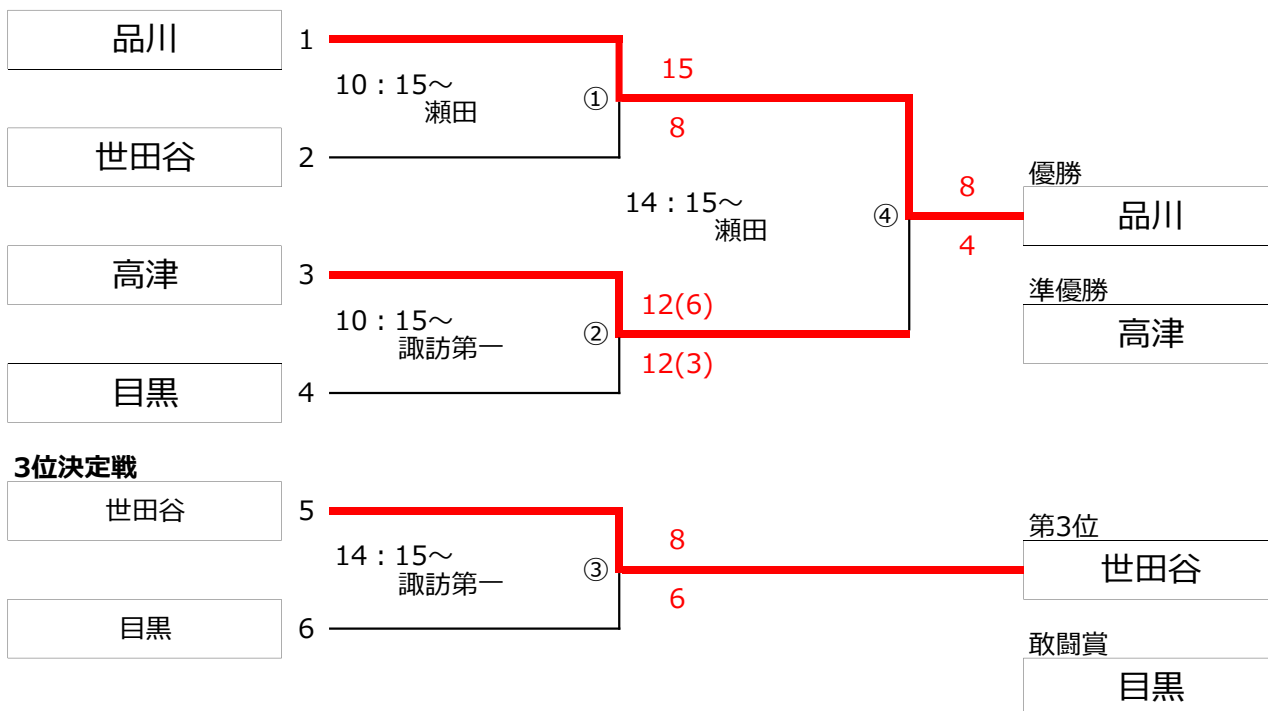 品川
1
10：15～
瀬田
①
15
8
世田谷
2
14：15～
瀬田
④
8
4
優勝
品川
高津
3
10：15～
諏訪第一
②
12(6)
12(3)
準優勝
高津
目黒
4
3位決定戦
世田谷
5
14：15～
諏訪第一
③
8
6
第3位
世田谷
目黒
6
敢闘賞
目黒